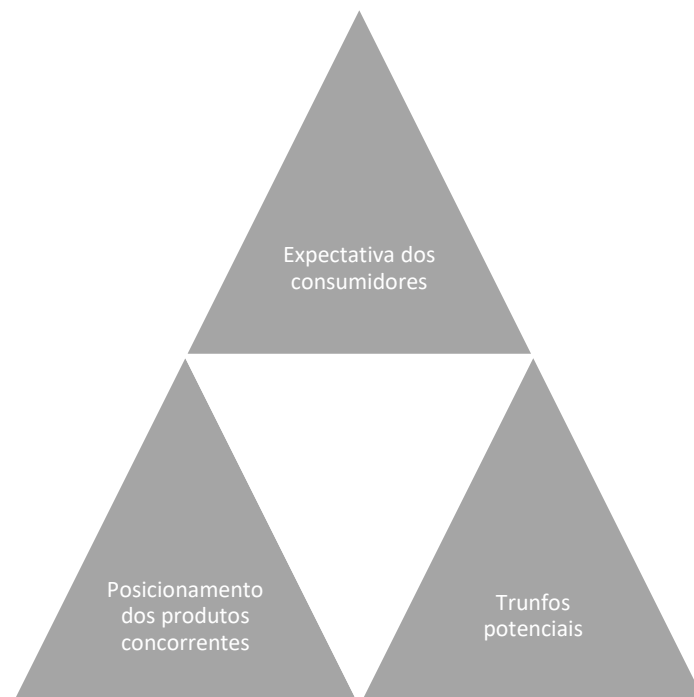 Expectativa dos
consumidores
Posicionamento
dos produtos
concorrentes
Trunfos
potenciais